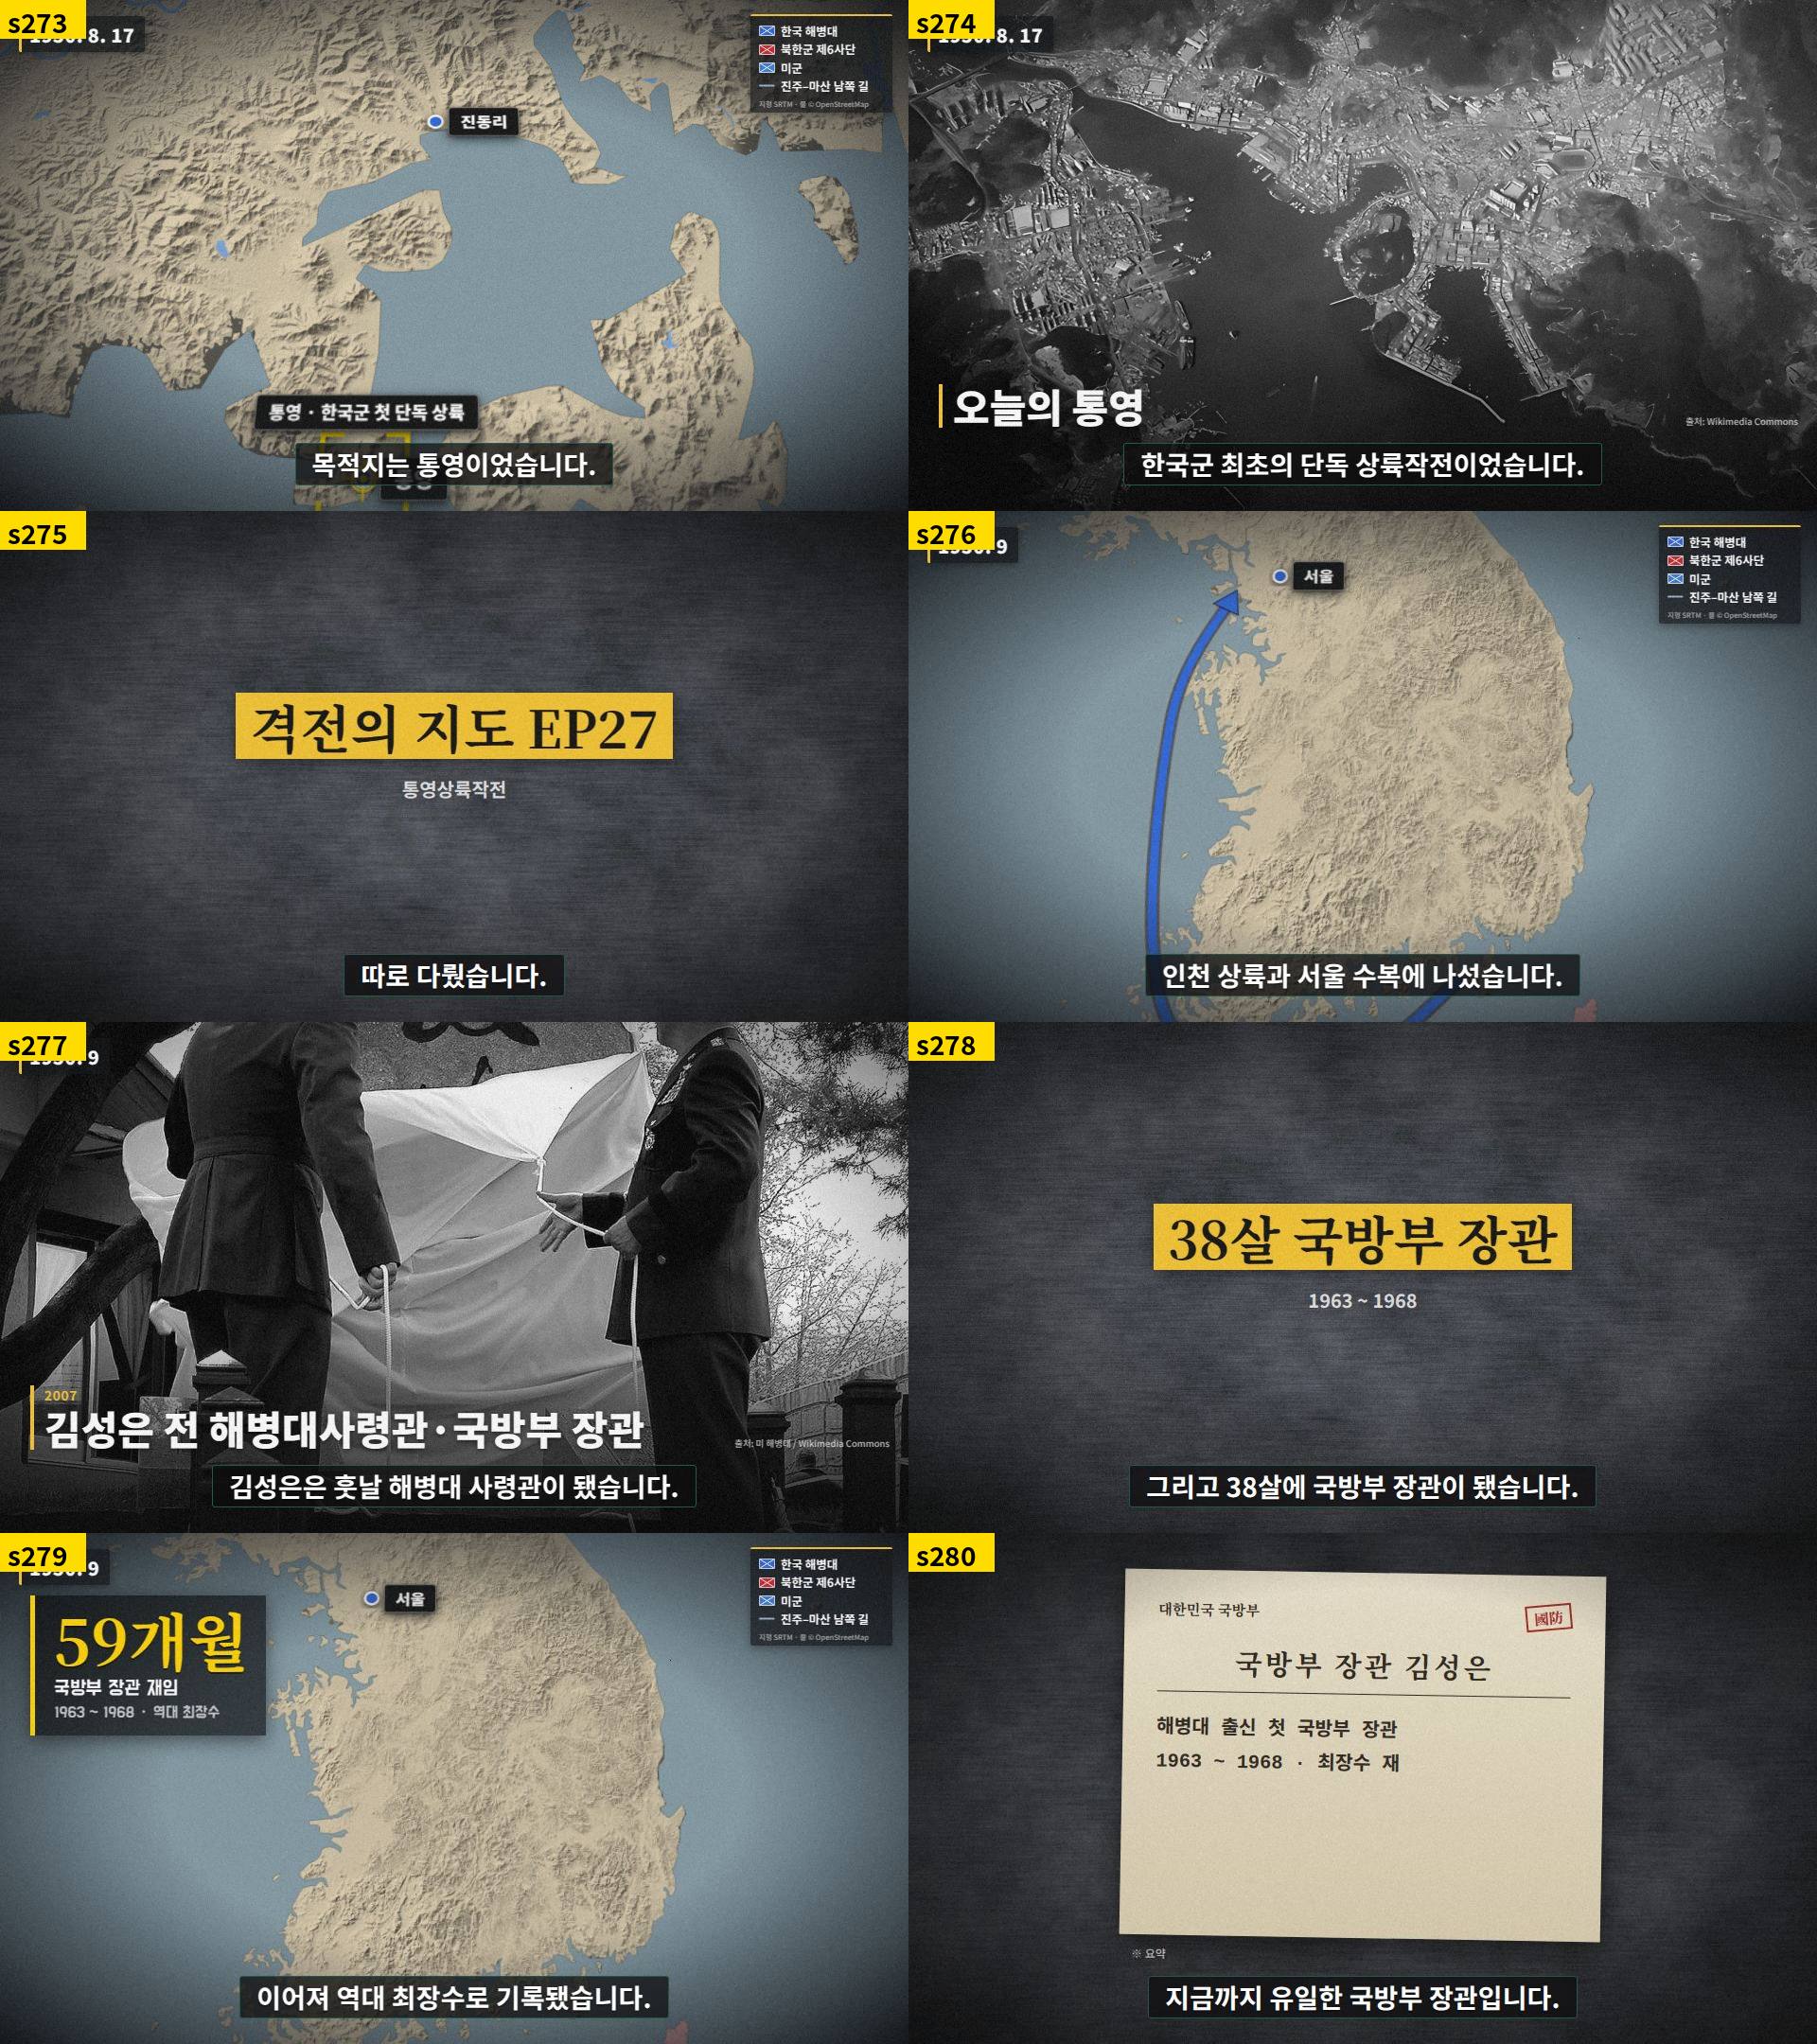 s273
8. 17
한국 해병대
북한군 제6사단
미군
진주–마산 남쪽 길
지형 SRTM · 길 © OpenStreetMap
진동리
통영 · 한국군 첫 단독 상륙
목적지는 통영이었습니다.
s274
8. 17
오늘의 통영
출처: Wikimedia Commons
한국군 최초의 단독 상륙작전이었습니다.
s275
격전의 지도 EP27
통영상륙작전
따로 다뤘습니다.
s276
9
한국 해병대
북한군 제6사단
미군
진주–마산 남쪽 길
지형 SRTM · 길 © OpenStreetMap
서울
인천 상륙과 서울 수복에 나섰습니다.
s277
9
2007
김성은 전 해병대사령관·국방부 장관
출처: 미 해병대 / Wikimedia Commons
김성은은 훗날 해병대 사령관이 됐습니다.
s278
38살 국방부 장관
1963 ~ 1968
그리고 38살에 국방부 장관이 됐습니다.
s279
9
59개월
국방부 장관 재임
1963 ~ 1968 · 역대 최장수
한국 해병대
북한군 제6사단
미군
진주–마산 남쪽 길
지형 SRTM · 길 © OpenStreetMap
서울
이어져 역대 최장수로 기록됐습니다.
s280
대한민국 국방부
國防
국방부 장관 김성은
해병대 출신 첫 국방부 장관
1963 ~ 1968 · 최장수 재
※ 요약
지금까지 유일한 국방부 장관입니다.